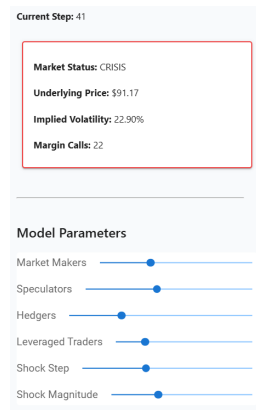 Current Step: 41
Market Status: CRISIS
Underlying Price: $91.17
Implied Volatility: 22.90%
Margin Calls: 22
Model Parameters
Market Makers
Speculators
Hedgers
Leveraged Traders
Shock Step
Shock Magnitude